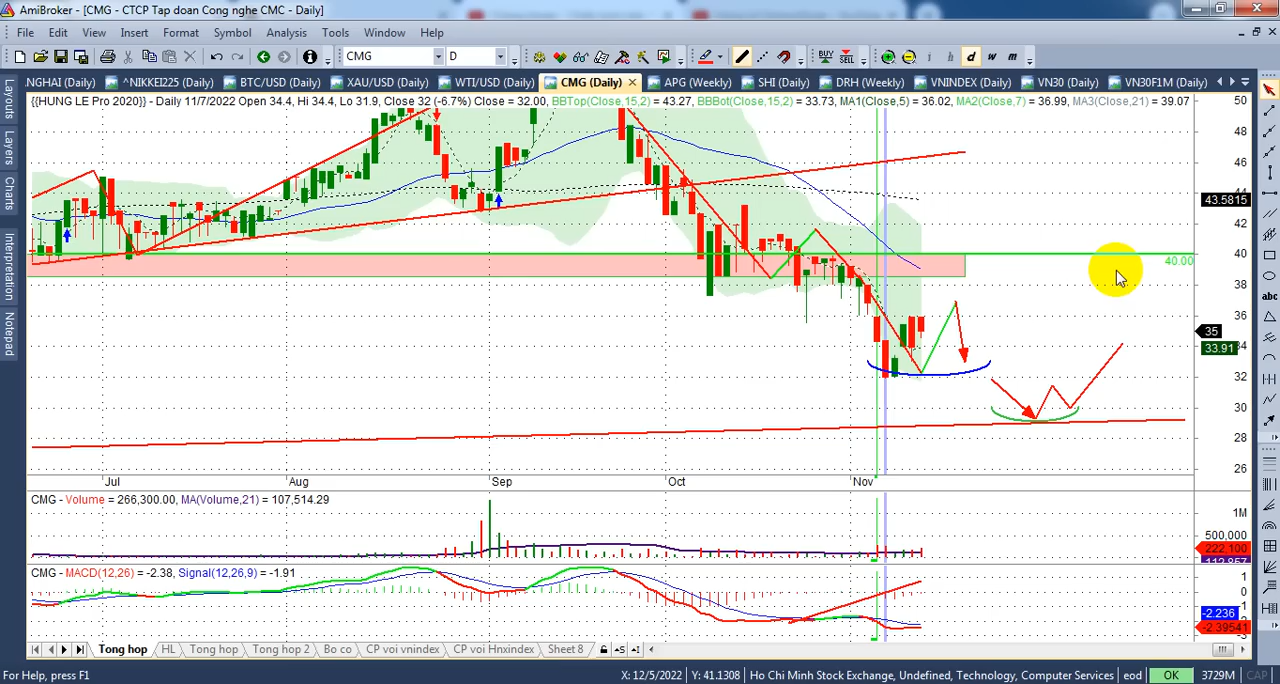 AmiBroker - [CMG - CTCP Tap doan Cong nghe CMC - Daily]
File Edit View Insert Format Symbol Analysis Tools Window Help
CMG D BUY SELL i h d w m
NGHAI (Daily) ^NIKKEI225 (Daily) BTC/USD (Daily) XAU/USD (Daily) WTI/USD (Daily) CMG (Daily) APG (Weekly) SHI (Daily) DRH (Weekly) VNINDEX (Daily) VN30 (Daily) VN30F1M (Daily)
Layouts
Layers
Charts
Interpretation
Notepad
{{HUNG LE Pro 2020}} - Daily 11/7/2022 Open 34.4, Hi 34.4, Lo 31.9, Close 32 (-6.7%) Close = 32.00, BBTop(Close,15,2) = 43.27, BBBot(Close,15,2) = 33.73, MA1(Close,5) = 36.02, MA2(Close,7) = 36.99, MA3(Close,21) = 39.07
50
48
46
44
43.5815
42
40
40.00
38
36
35
34
33.91
32
30
28
26
abc
Jul Aug Sep Oct Nov
CMG - Volume = 266,300.00, MA(Volume,21) = 107,514.29
1M
500,000
222,100
CMG - MACD(12,26) = -2.38, Signal(12,26,9) = -1.91
1
0
-2.236
-2.39541
Tong hop HL Tong hop Tong hop 2 Bo co CP voi vnindex CP voi Hnxindex Sheet 8
For Help, press F1 X: 12/5/2022 Y: 41.1308 Ho Chi Minh Stock Exchange, Undefined, Technology, Computer Services eod OK 3729M CAP